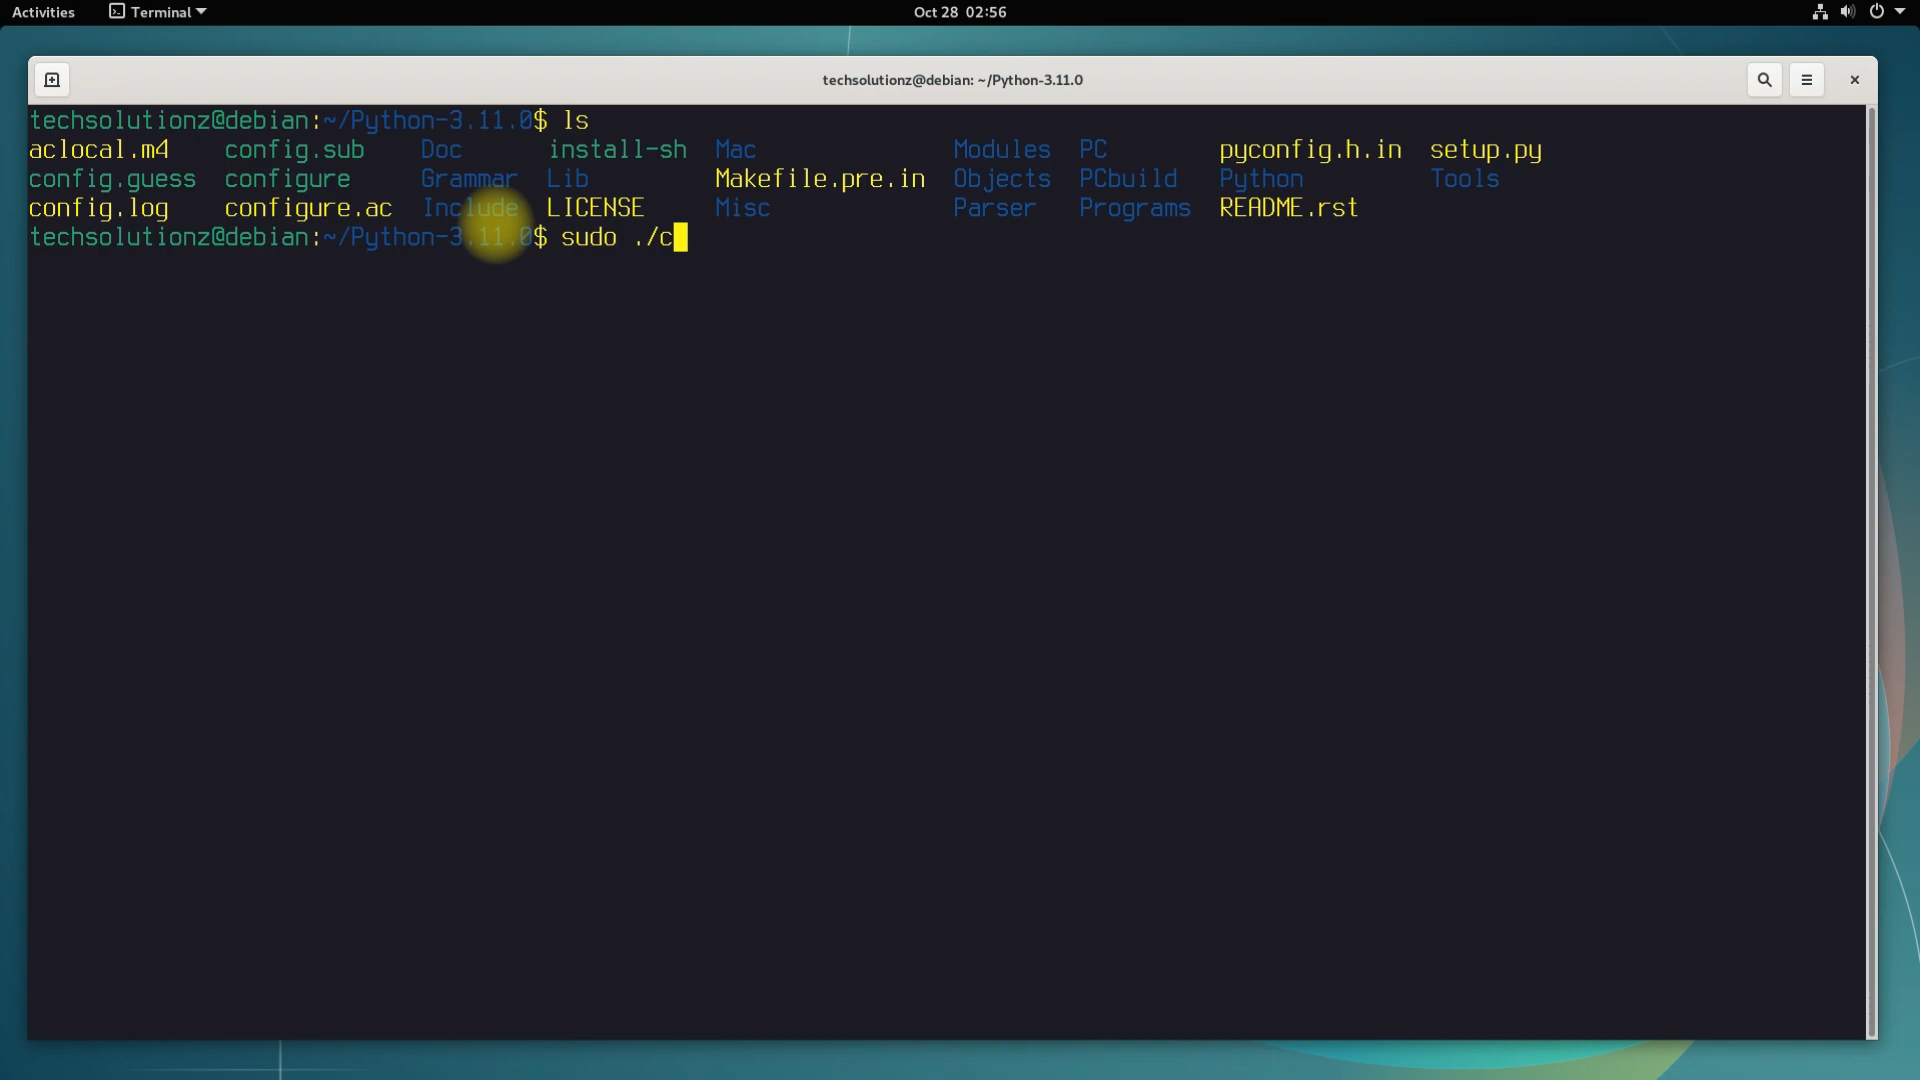 Activities Terminal Oct 28 02:56
techsolutionz@debian: ~/Python-3.11.0
techsolutionz@debian:~/Python-3.11.0$ ls
aclocal.m4 config.sub Doc install-sh Mac Modules PC pyconfig.h.in setup.py
config.guess configure Grammar Lib Makefile.pre.in Objects PCbuild Python Tools
config.log configure.ac Include LICENSE Misc Parser Programs README.rst
techsolutionz@debian:~/Python-3.11.0$ sudo ./c